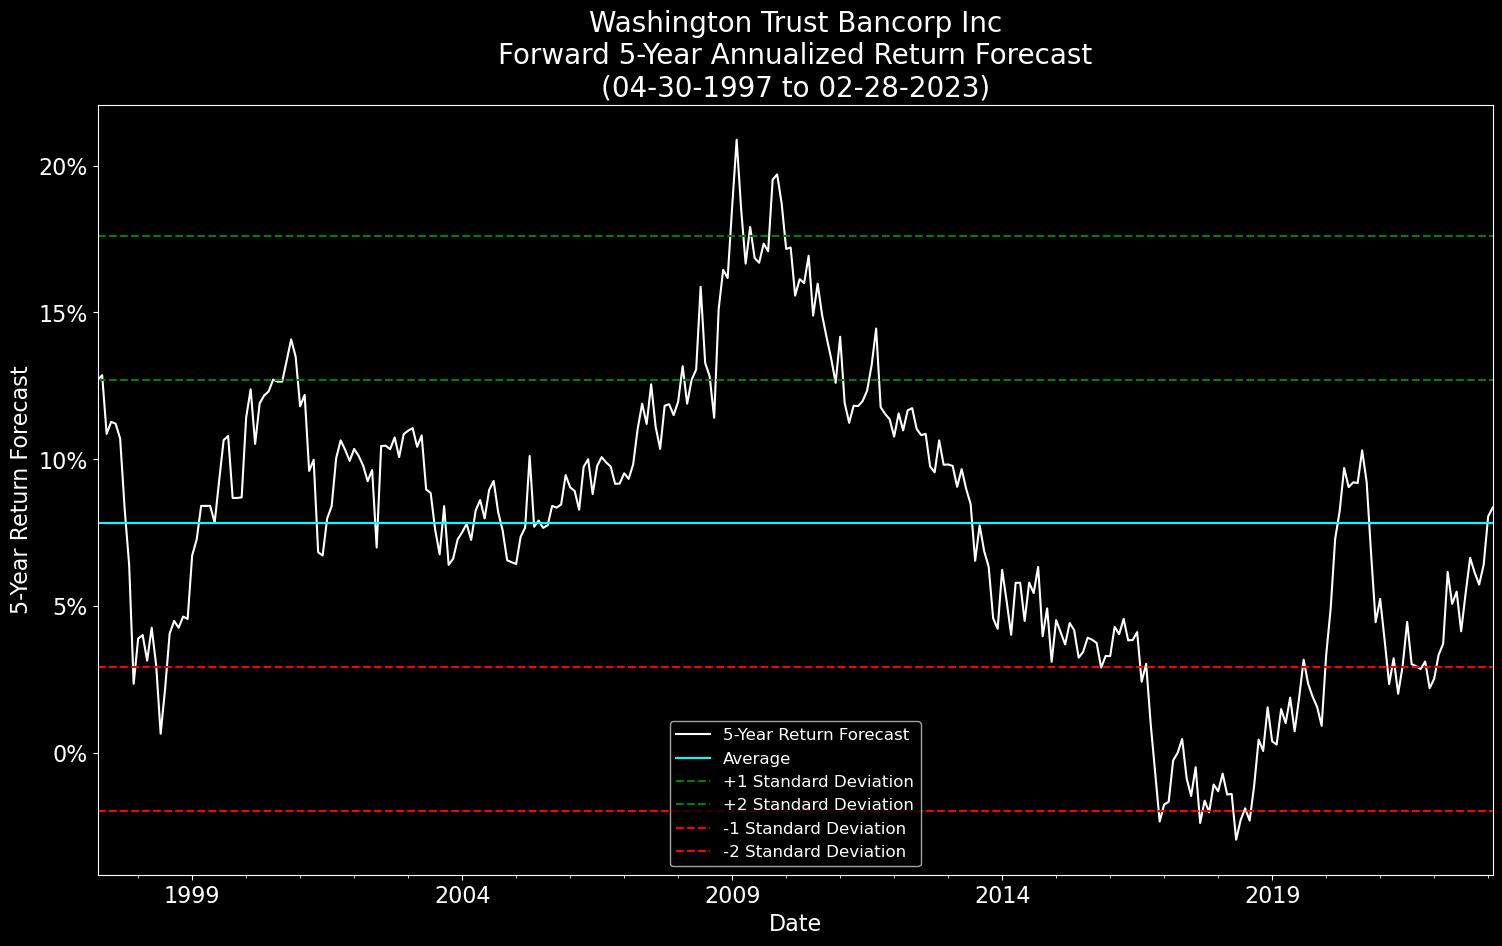 Washington Trust Bancorp Inc
Forward 5-Year Annualized Return Forecast
(04-30-1997 to 02-28-2023)
5-Year Return Forecast
20%
15%
10%
5%
0%
5-Year Return Forecast
Average
+1 Standard Deviation
+2 Standard Deviation
-1 Standard Deviation
-2 Standard Deviation
1999 2004 2009 2014 2019
Date